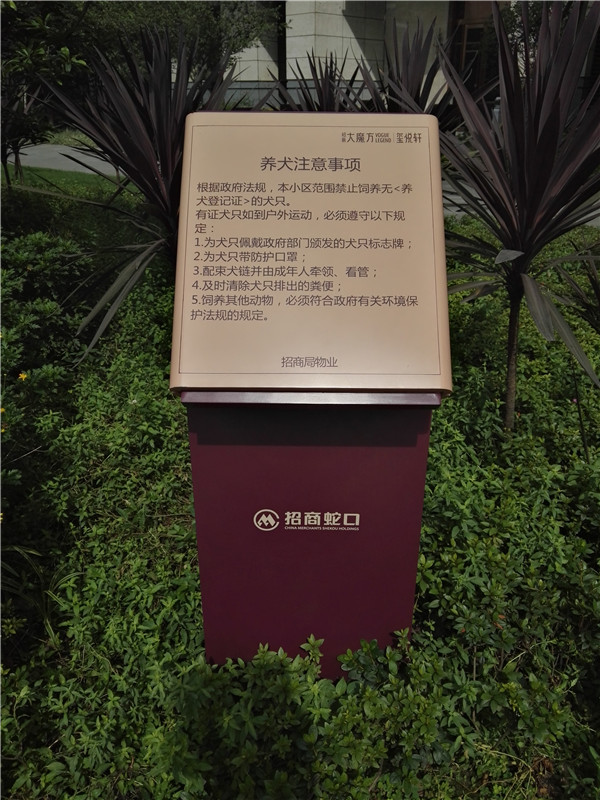 招商大魔方 VOGUE LEGEND 玺悦轩
养犬注意事项
根据政府法规，本小区范围禁止饲养无<养
犬登记证>的犬只。
有证犬只如到户外运动，必须遵守以下规
定：
1.为犬只佩戴政府部门颁发的犬只标志牌；
2.为犬只带防护口罩；
3.配束犬链并由成年人牵领、看管；
4.及时清除犬只排出的粪便；
5.饲养其他动物，必须符合政府有关环境保
护法规的规定。
招商局物业
招商蛇口
CHINA MERCHANTS SHEKOU HOLDINGS